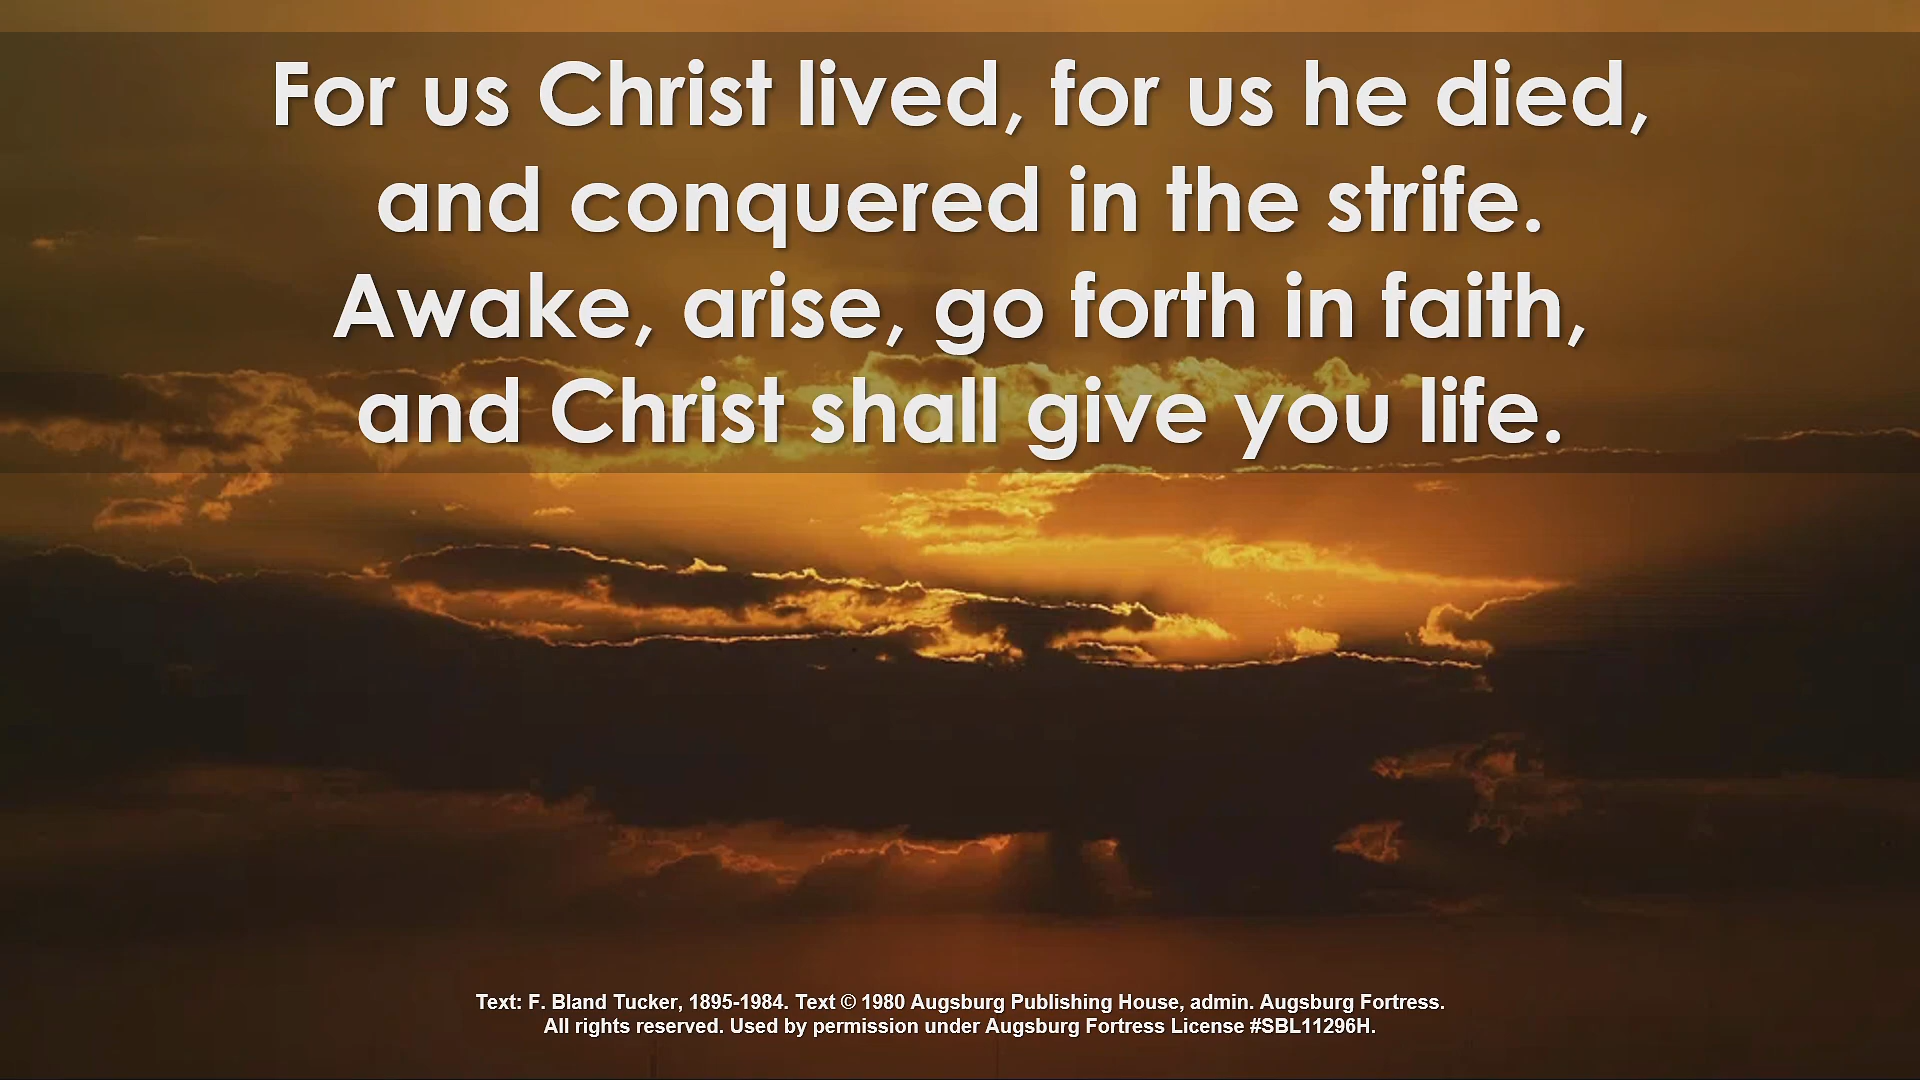 For us Christ lived, for us he died,
and conquered in the strife.
Awake, arise, go forth in faith,
and Christ shall give you life.
Text: F. Bland Tucker, 1895-1984. Text © 1980 Augsburg Publishing House, admin. Augsburg Fortress.
All rights reserved. Used by permission under Augsburg Fortress License #SBL11296H.